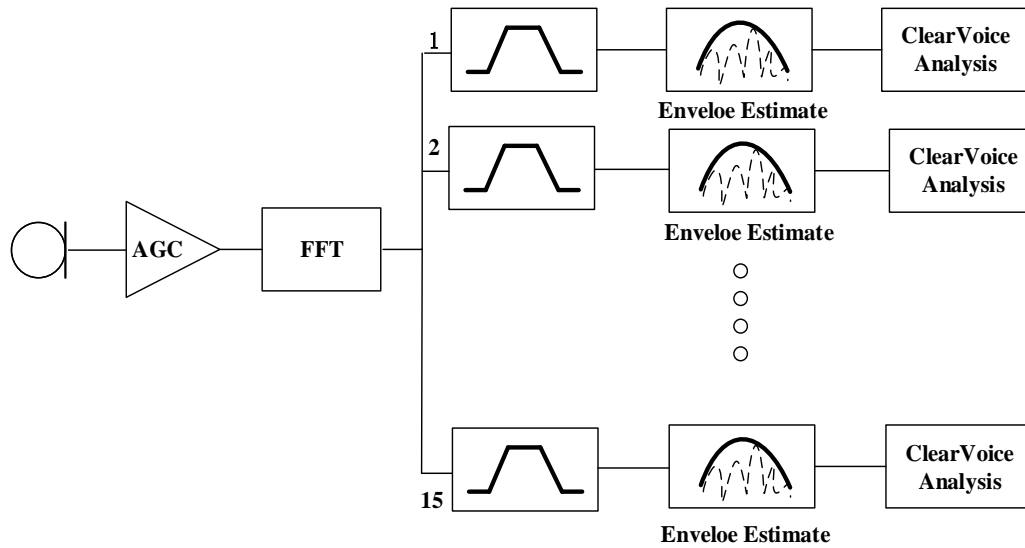 1
ClearVoice
Analysis
Enveloe Estimate
2
ClearVoice
Analysis
Enveloe Estimate
AGC
FFT
15
ClearVoice
Analysis
Enveloe Estimate